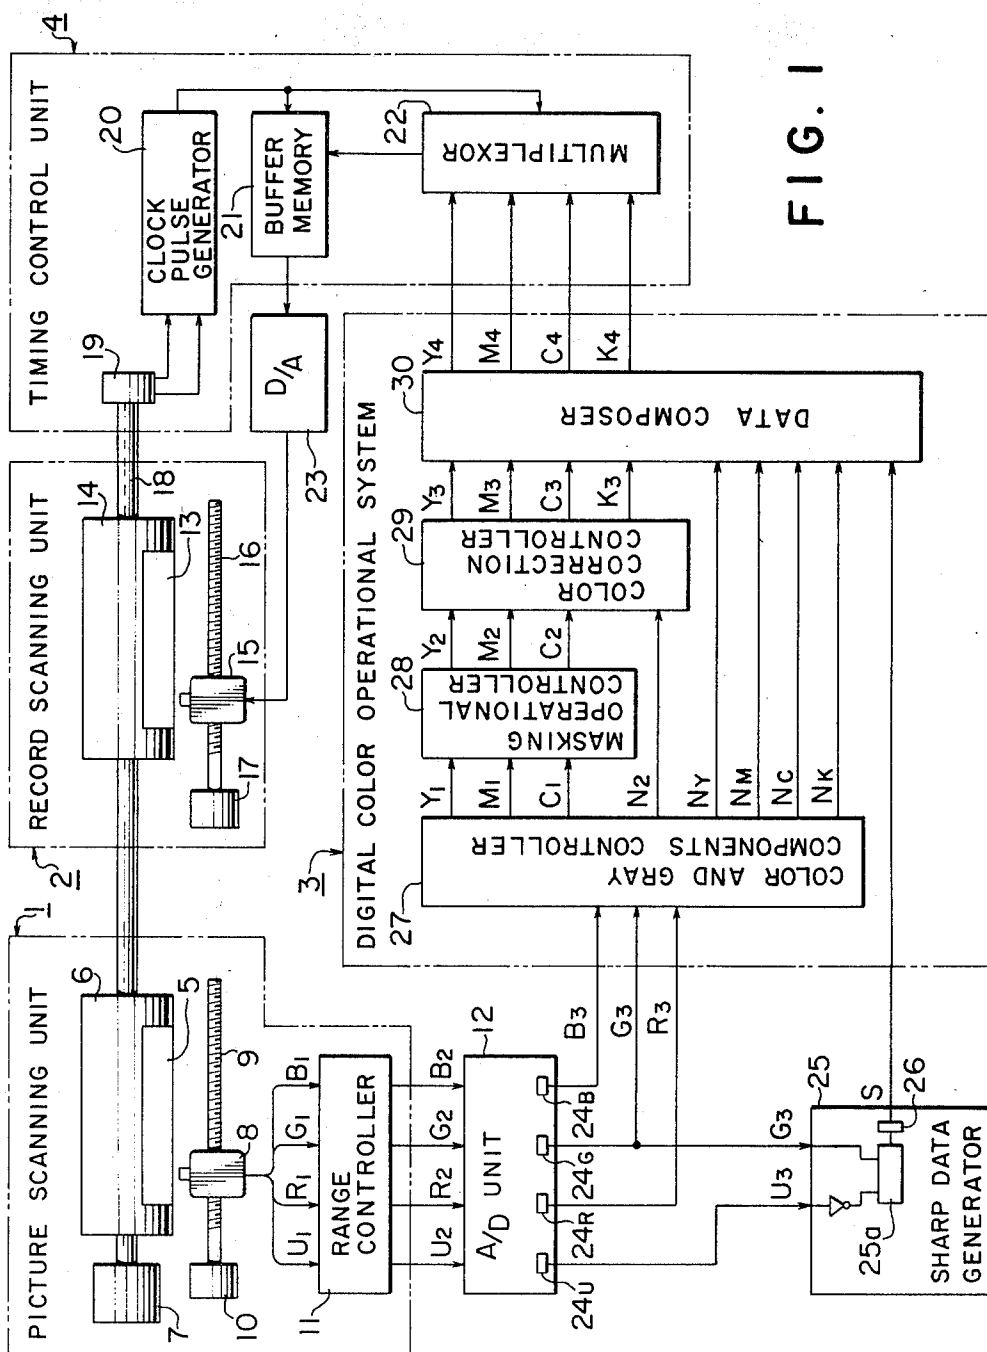 FIG. 1
PICTURE SCANNING UNIT
1
6
5
7
9
8
10
U1
R1
G1
B1
RANGE
CONTROLLER
11
U2
R2
G2
B2
A/D UNIT
12
24U
24R
24G
24B
B3
G3
R3
U3
G3
25
25a
26
S
SHARP DATA
GENERATOR
RECORD SCANNING UNIT
2
14
13
18
16
15
17
TIMING CONTROL UNIT
4
19
20
CLOCK
PULSE
GENERATOR
21
BUFFER
MEMORY
22
MULTIPLEXOR
D/A
23
DIGITAL COLOR OPERATIONAL SYSTEM
3
27
COLOR AND GRAY
COMPONENTS CONTROLLER
Y1
M1
C1
N2
NY
NM
NC
NK
28
MASKING
OPERATIONAL
CONTROLLER
Y2
M2
C2
29
COLOR
CORRECTION
CONTROLLER
Y3
M3
C3
K3
30
DATA COMPOSER
Y4
M4
C4
K4